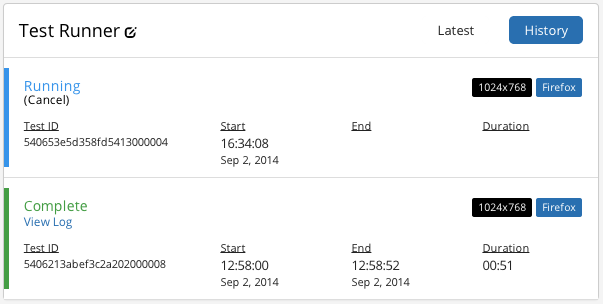 Test Runner
Latest
History
Running
(Cancel)
1024x768
Firefox
Test ID
Start
End
Duration
540653e5d358fd5413000004
16:34:08
Sep 2, 2014
Complete
View Log
1024x768
Firefox
Test ID
Start
End
Duration
5406213abef3c2a202000008
12:58:00
12:58:52
00:51
Sep 2, 2014
Sep 2, 2014